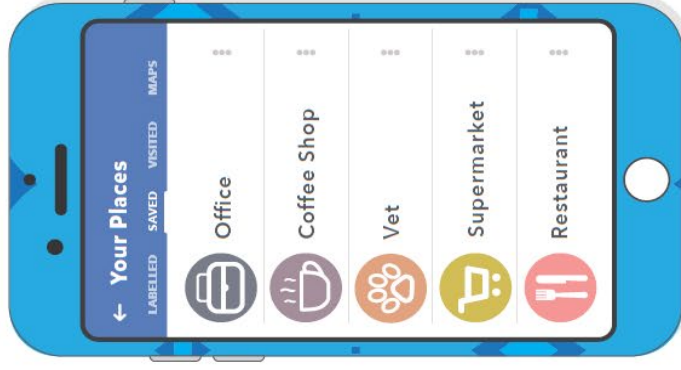 ← Your Places
LABELLED SAVED VISITED MAPS
Office
Coffee Shop
Vet
Supermarket
Restaurant